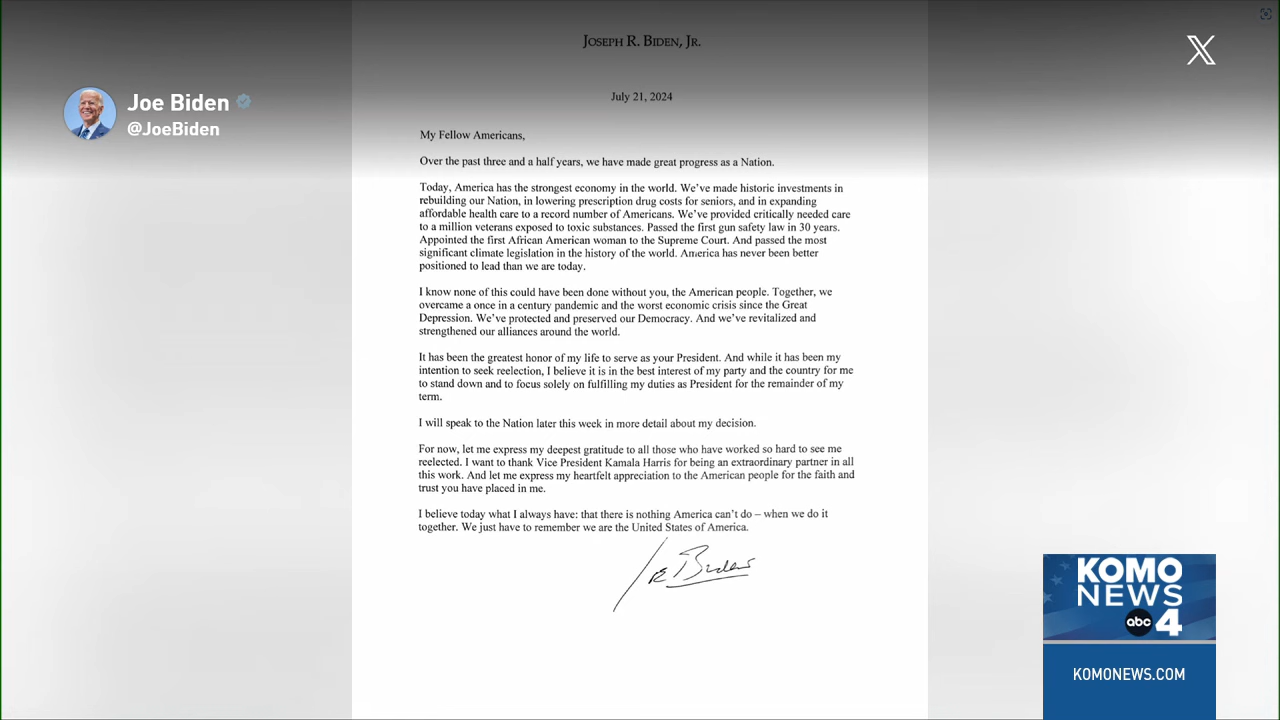 Joseph R. Biden, Jr.
July 21, 2024
Joe Biden
@JoeBiden
My Fellow Americans,
Over the past three and a half years, we have made great progress as a Nation.
Today, America has the strongest economy in the world. We've made historic investments in
rebuilding our Nation, in lowering prescription drug costs for seniors, and in expanding
affordable health care to a record number of Americans. We've provided critically needed care
to a million veterans exposed to toxic substances. Passed the first gun safety law in 30 years.
Appointed the first African American woman to the Supreme Court. And passed the most
significant climate legislation in the history of the world. America has never been better
positioned to lead than we are today.
I know none of this could have been done without you, the American people. Together, we
overcame a once in a century pandemic and the worst economic crisis since the Great
Depression. We've protected and preserved our Democracy. And we've revitalized and
strengthened our alliances around the world.
It has been the greatest honor of my life to serve as your President. And while it has been my
intention to seek reelection, I believe it is in the best interest of my party and the country for me
to stand down and to focus solely on fulfilling my duties as President for the remainder of my
term.
I will speak to the Nation later this week in more detail about my decision.
For now, let me express my deepest gratitude to all those who have worked so hard to see me
reelected. I want to thank Vice President Kamala Harris for being an extraordinary partner in all
this work. And let me express my heartfelt appreciation to the American people for the faith and
trust you have placed in me.
I believe today what I always have: that there is nothing America can't do – when we do it
together. We just have to remember we are the United States of America.
Joe Biden
KOMO
NEWS
abc 4
KOMONEWS.COM